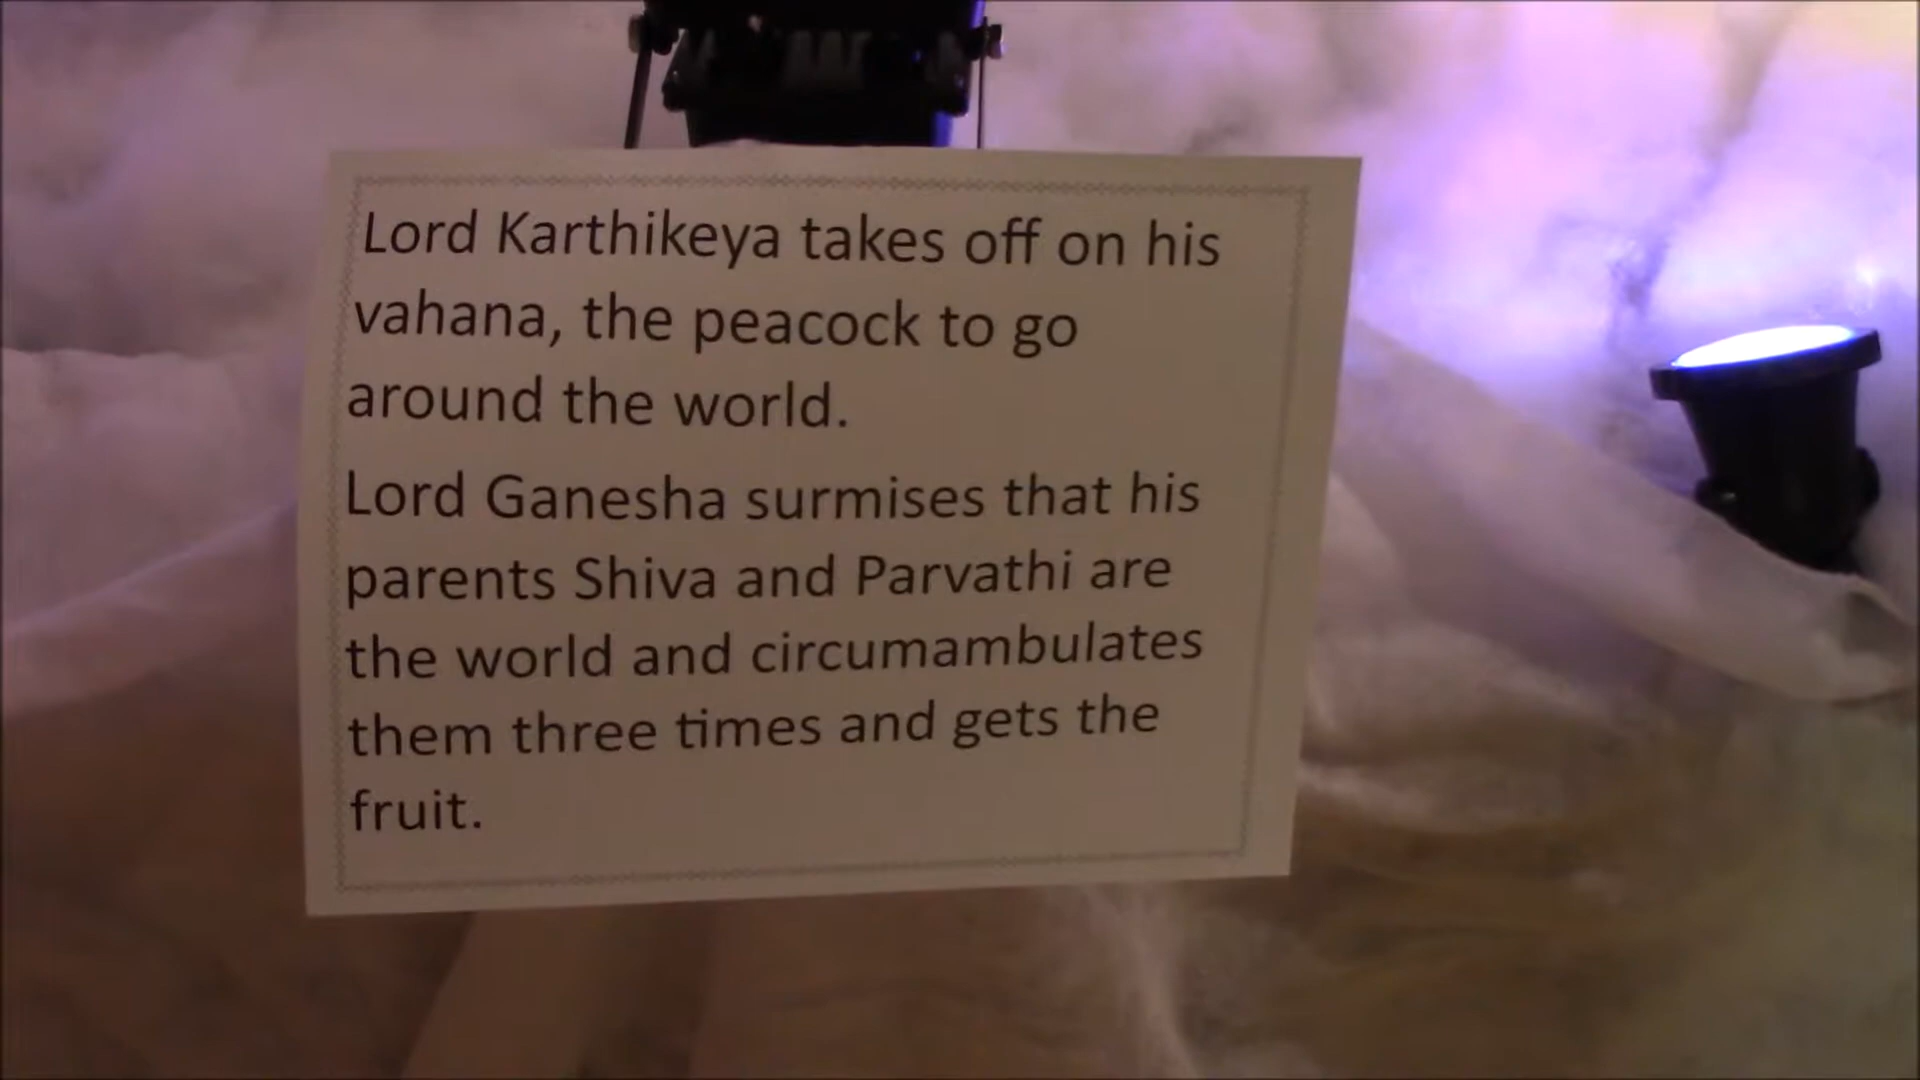 Lord Karthikeya takes off on his
vahana, the peacock to go
around the world.
Lord Ganesha surmises that his
parents Shiva and Parvathi are
the world and circumambulates
them three times and gets the
fruit.